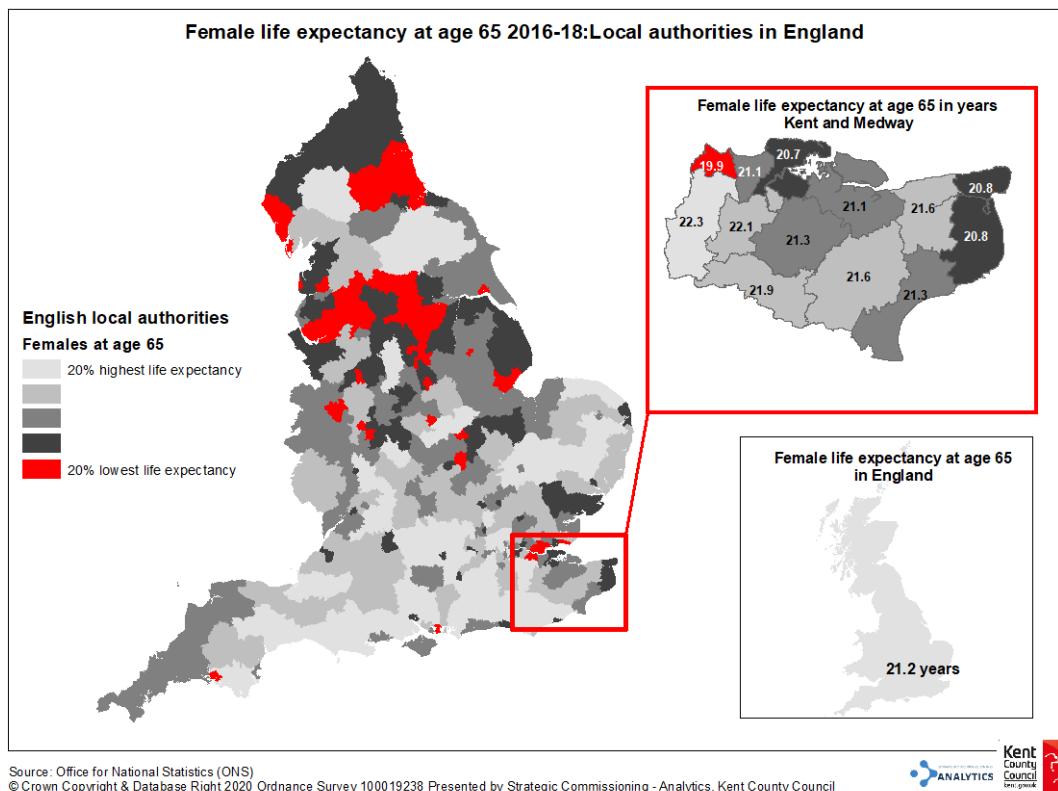 Female life expectancy at age 65 2016-18:Local authorities in England
Female life expectancy at age 65 in years
Kent and Medway
20.7
19.9
21.1
20.8
21.1
21.6
22.3
22.1
20.8
21.3
21.6
21.9
21.3
English local authorities
Females at age 65
20% highest life expectancy
20% lowest life expectancy
Female life expectancy at age 65
in England
21.2 years
Source: Office for National Statistics (ONS)
© Crown Copyright & Database Right 2020 Ordnance Survey 100019238 Presented by Strategic Commissioning - Analytics, Kent County Council
ANALYTICS
Kent
County
Council
kent.gov.uk